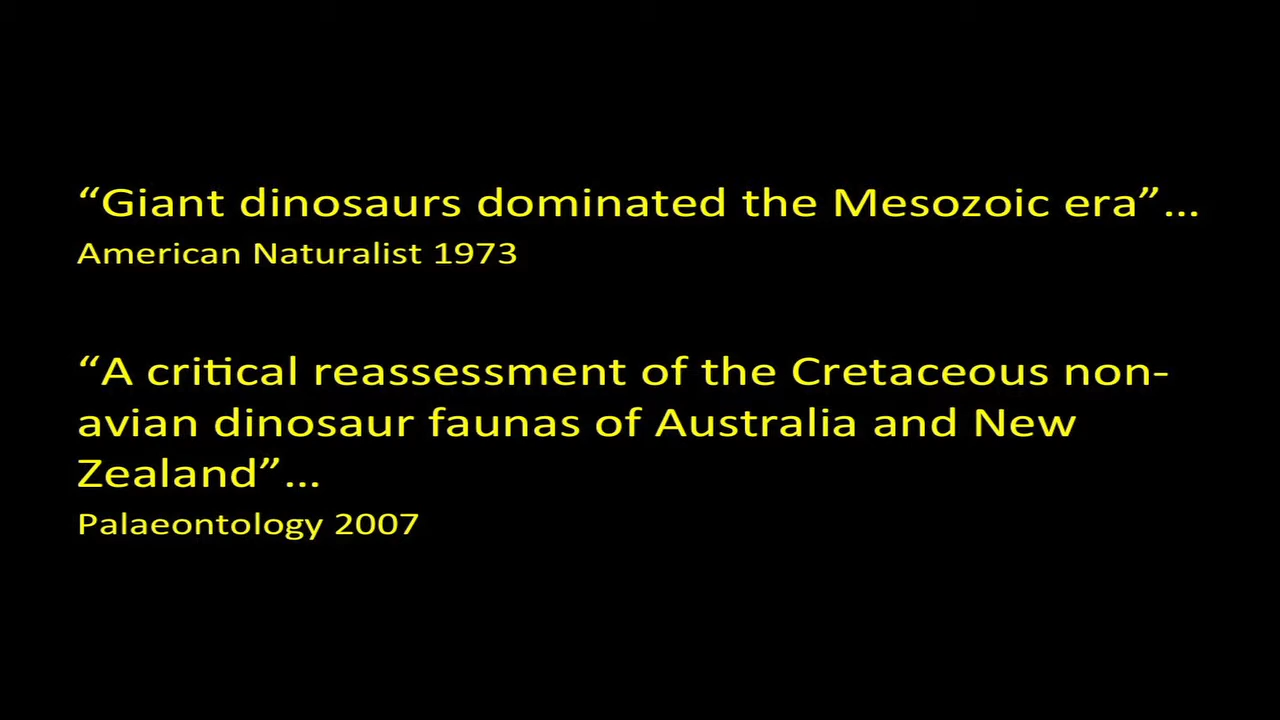 “Giant dinosaurs dominated the Mesozoic era”...
American Naturalist 1973
“A critical reassessment of the Cretaceous non-
avian dinosaur faunas of Australia and New
Zealand”...
Palaeontology 2007